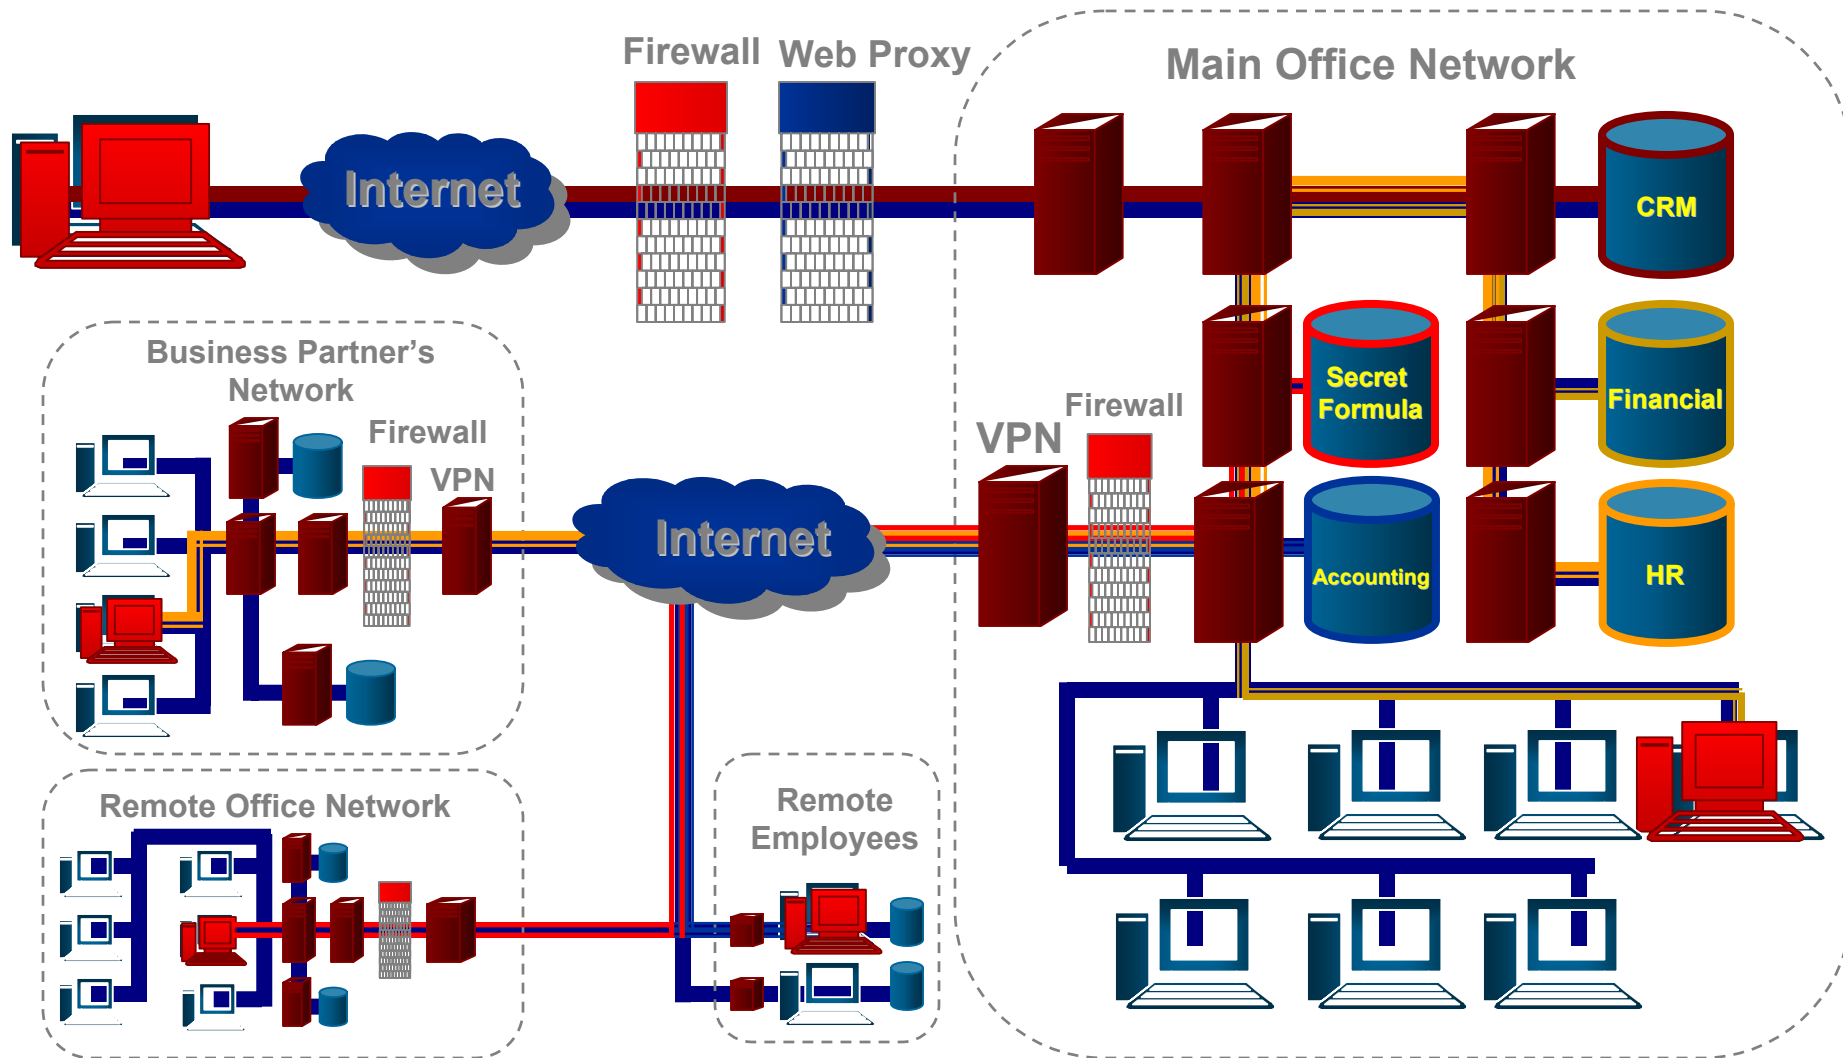 Firewall
Web Proxy
Main Office Network
Internet
CRM
Business Partner's
Network
Firewall
VPN
Secret
Formula
Financial
Firewall
VPN
Internet
Accounting
HR
Remote Office Network
Remote
Employees